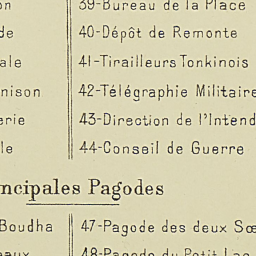 on
39-Bureau de la Place
de
40-Dépôt de Remonte
ale
41-Tirailleurs Tonkinois
nison
42-Télégraphie Militaire
erie
43-Direction de l'Intend
le
44-Conseil de Guerre
ncipales Pagodes
Boudha
47-Pagode des deux Sœ
eaux
48-Pagode du Petit Lac